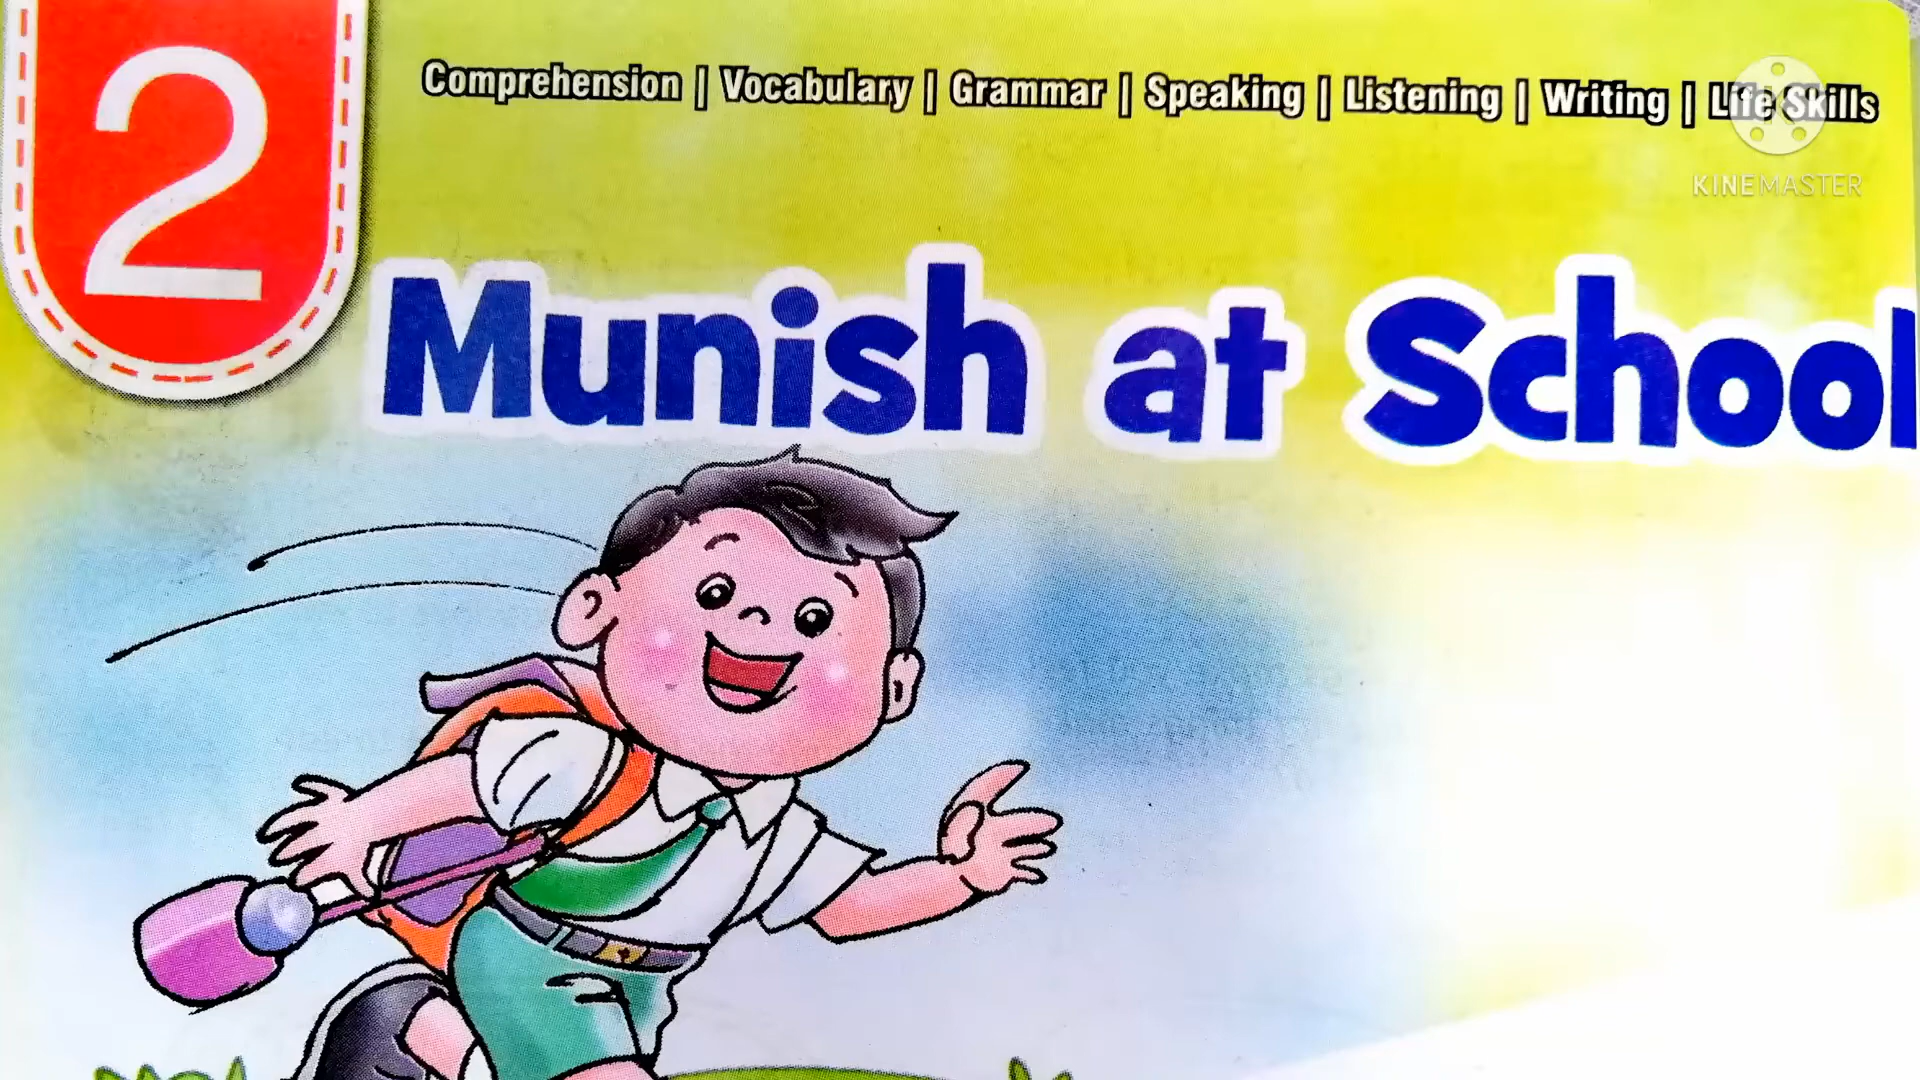 2
Comprehension | Vocabulary | Grammar | Speaking | Listening | Writing | Life Skills
KINEMASTER
Munish at School